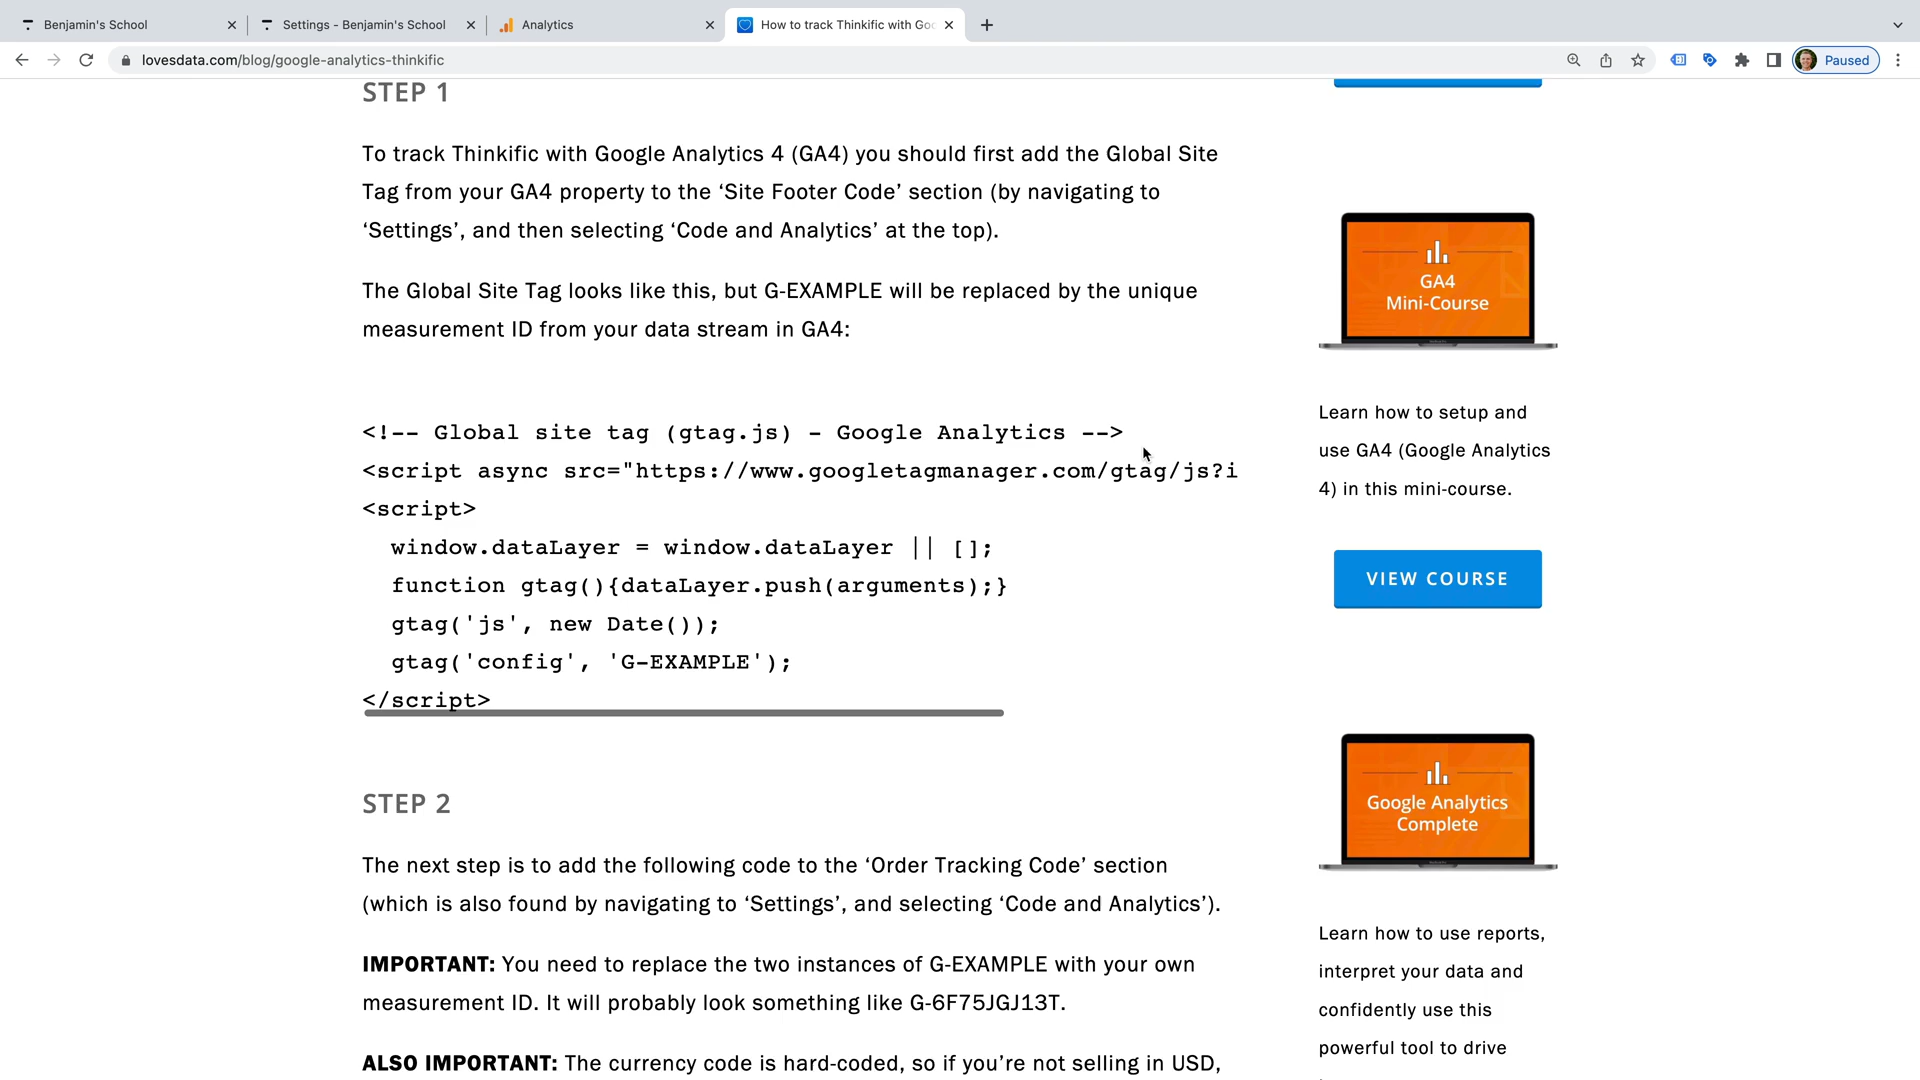 Benjamin's School
Settings - Benjamin's School
Analytics
How to track Thinkific with Goo
lovesdata.com/blog/google-analytics-thinkific
Paused
STEP 1
To track Thinkific with Google Analytics 4 (GA4) you should first add the Global Site
Tag from your GA4 property to the ‘Site Footer Code’ section (by navigating to
‘Settings’, and then selecting ‘Code and Analytics’ at the top).
The Global Site Tag looks like this, but G-EXAMPLE will be replaced by the unique
measurement ID from your data stream in GA4:
<!-- Global site tag (gtag.js) - Google Analytics -->
<script async src="https://www.googletagmanager.com/gtag/js?i
<script>
window.dataLayer = window.dataLayer || [];
function gtag(){dataLayer.push(arguments);}
gtag('js', new Date());
gtag('config', 'G-EXAMPLE');
</script>
STEP 2
The next step is to add the following code to the ‘Order Tracking Code’ section
(which is also found by navigating to ‘Settings’, and selecting ‘Code and Analytics’).
IMPORTANT: You need to replace the two instances of G-EXAMPLE with your own
measurement ID. It will probably look something like G-6F75JGJ13T.
ALSO IMPORTANT: The currency code is hard-coded, so if you’re not selling in USD,
GA4
Mini-Course
Learn how to setup and
use GA4 (Google Analytics
4) in this mini-course.
VIEW COURSE
Google Analytics
Complete
Learn how to use reports,
interpret your data and
confidently use this
powerful tool to drive